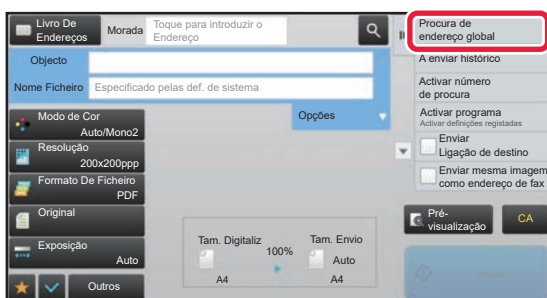 Livro De
Endereços
Morada
Toque para introduzir o
Endereço
Objecto
Nome Ficheiro
Especificado pelas def. de sistema
Modo de Cor
Auto/Mono2
Resolução
200x200ppp
Formato De Ficheiro
PDF
Original
Exposição
Auto
Outros
Opções
Tam. Digitaliz
100%
Tam. Envio
Auto
A4
A4
Procura de
endereço global
A enviar histórico
Activar número
de procura
Activar programa
Activar definições registadas
Enviar
Ligação de destino
Enviar mesma imagem
como endereço de fax
Pré-
visualização
CA
Iniciar